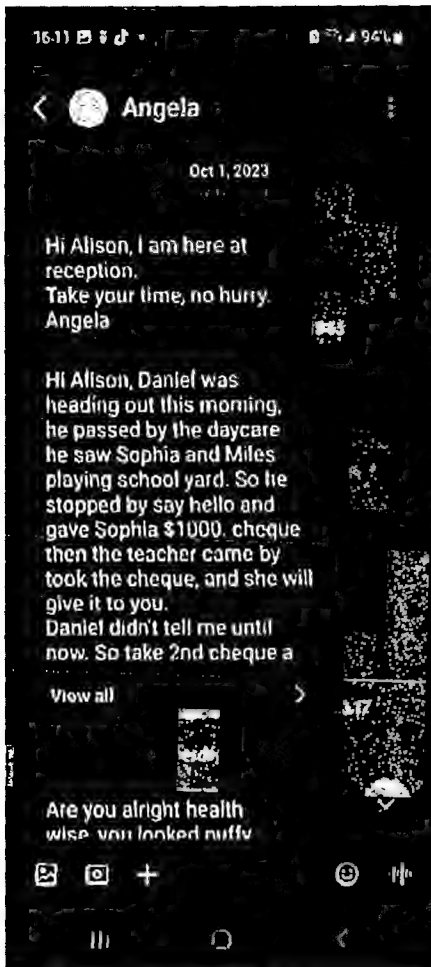 16:11
94%
Angela
Oct 1, 2023
Hi Alison, I am here at
reception.
Take your time, no hurry.
Angela
Hi Alison, Daniel was
heading out this morning,
he passed by the daycare
he saw Sophia and Miles
playing school yard. So he
stopped by say hello and
gave Sophia $1000. cheque
then the teacher came by
took the cheque, and she will
give it to you.
Daniel didn't tell me until
now. So take 2nd cheque a
View all
Are you alright health
wise, you looked puffy